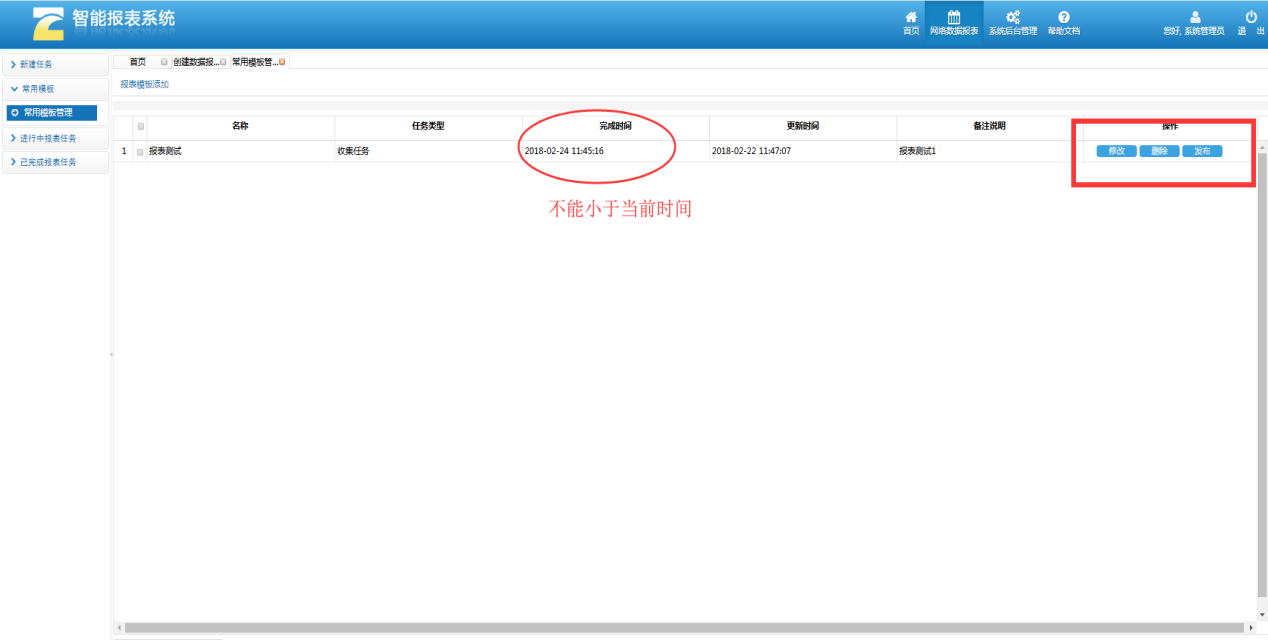 智能报表系统
首页 网络数据报表 系统后台管理 帮助文档 您好, 系统管理员 退 出
新建任务
常用模板
常用模板管理
进行中报表任务
已完成报表任务
首页 创建数据报... 常用模板管...
报表模板添加
名称 任务类型 完成时间 更新时间 备注说明 操作
1 报表测试 收集任务 2018-02-24 11:45:16 2018-02-22 11:47:07 报表测试1 修改 删除 发布
不能小于当前时间